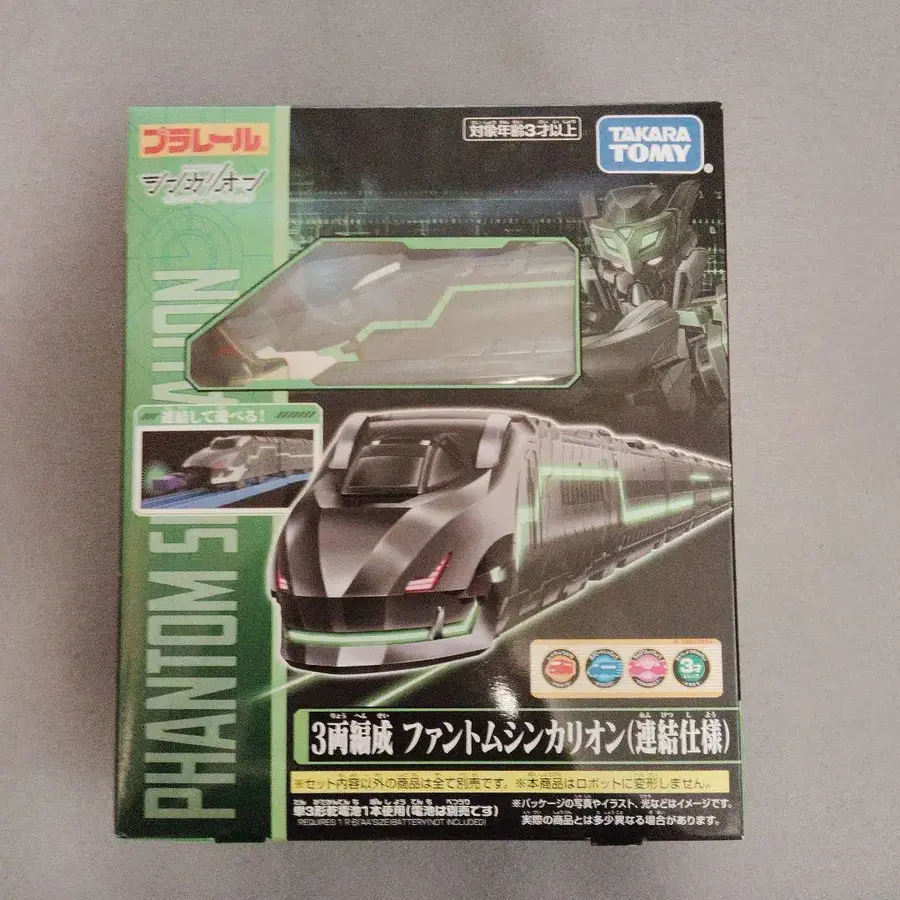 プラレール
シンカリオン
対象年齢3才以上
TAKARA TOMY
PHANTOM SHINKALION
連結して遊べる!
3両編成 ファントムシンカリオン(連結仕様)
※セット内容以外の商品は全て別売です。※本商品はロボットに変形しません。
単3形乾電池1本使用(電池は別売です)
REQUIRES 1 R-6(AA SIZE) BATTERY(NOT INCLUDED)
※パッケージの写真やイラスト、光などはイメージです。
実際の商品とは多少異なる場合があります。